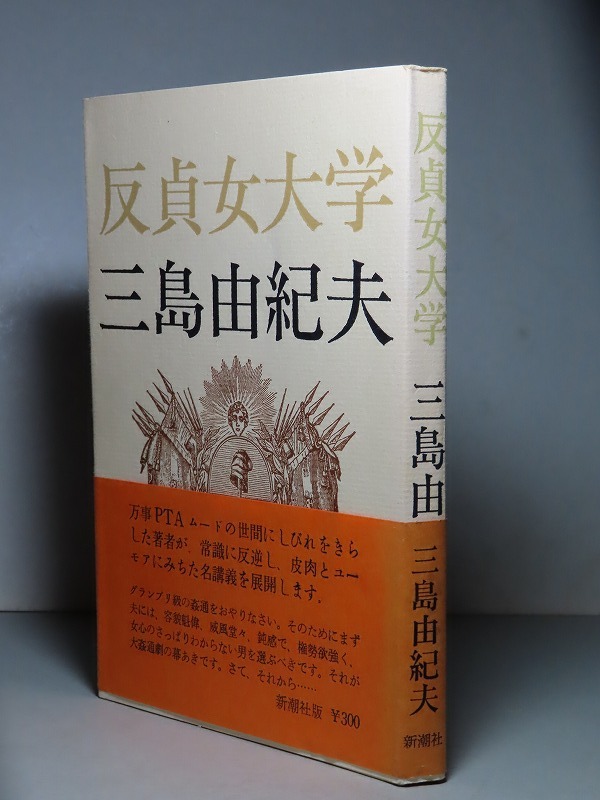 反貞女大学
三島由紀夫
万事PTAムードの世間にしびれをきら
した著者が、常識に反逆し、皮肉とユー
モアにみちた名講義を展開します。
グランプリ級の姦通をおやりなさい。そのためにまず
夫には、容貌魁偉、威風堂々、鈍感で、権勢欲強く、
女心のさっぱりわからない男を選ぶべきです。それが
大姦通劇の幕あきです。さて、それから……
新潮社版 ¥300
反貞女大学
三島由
三島由紀夫
新潮社